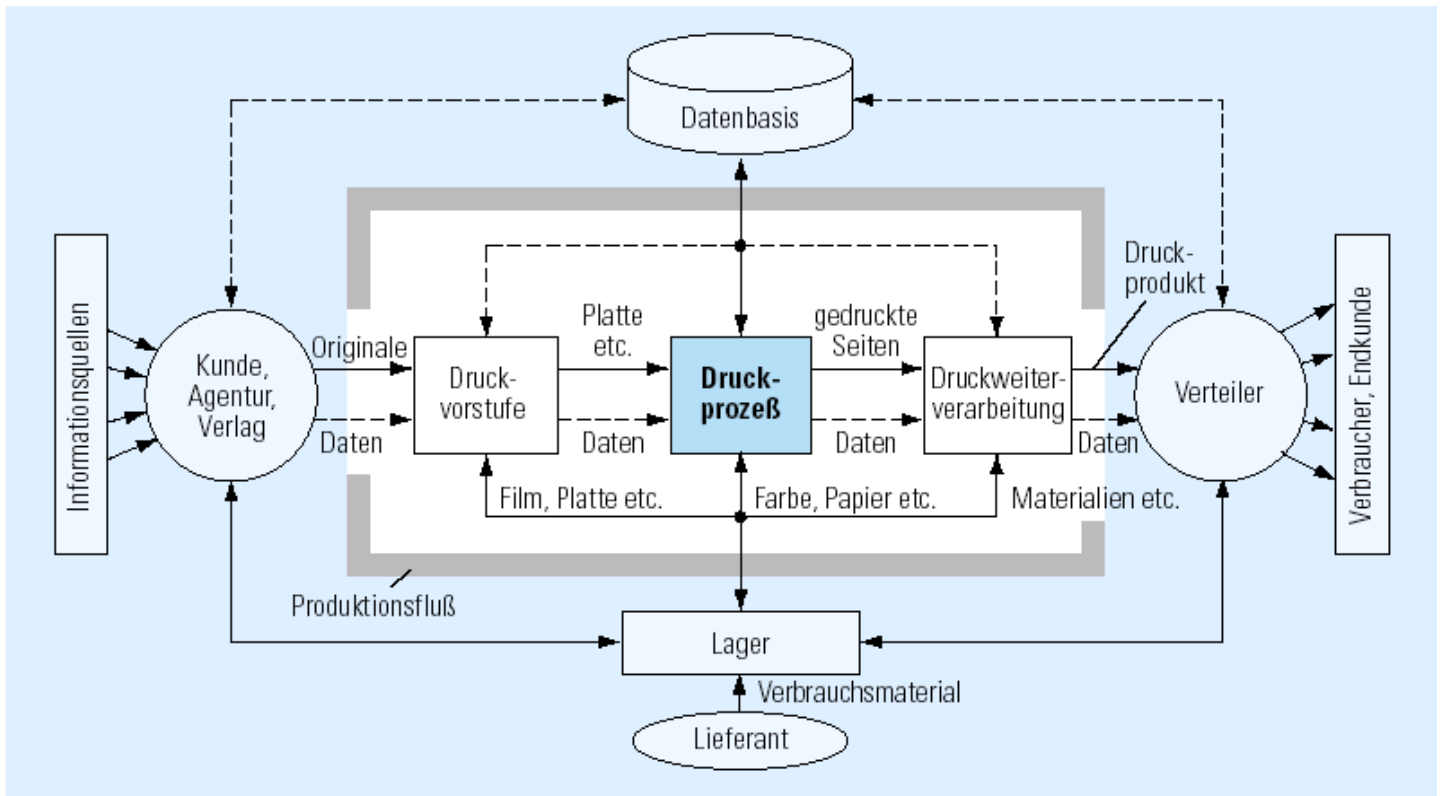 Datenbasis
Druck-
produkt
Informationsquellen
Kunde,
Agentur,
Verlag
Originale
Daten
Druck-
vorstufe
Platte
etc.
Daten
Druck-
prozeß
gedruckte
Seiten
Daten
Druckweiter-
verarbeitung
Daten
Verteiler
Verbraucher, Endkunde
Film, Platte etc.
Farbe, Papier etc.
Materialien etc.
Produktionsfluß
Lager
Verbrauchsmaterial
Lieferant